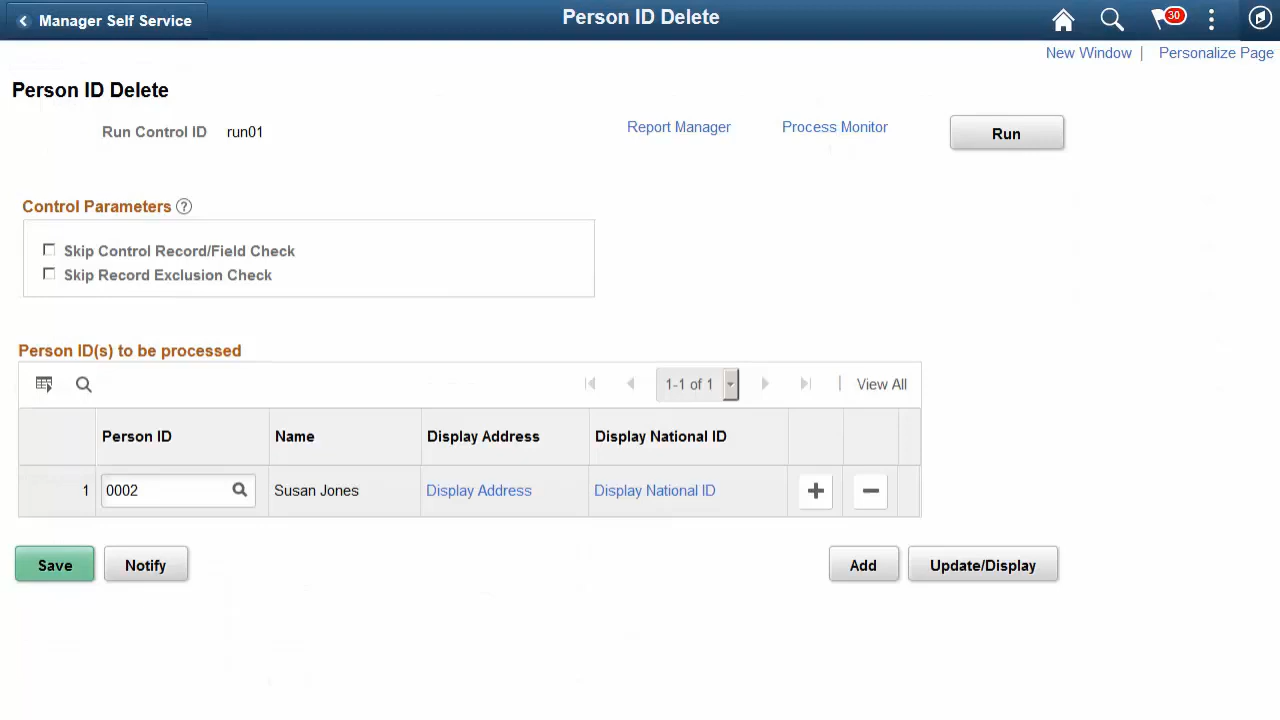 Manager Self Service
Person ID Delete
30
New Window | Personalize Page
Person ID Delete
Run Control ID run01
Report Manager Process Monitor Run
Control Parameters ?
Skip Control Record/Field Check
Skip Record Exclusion Check
Person ID(s) to be processed
1-1 of 1 | View All
Person ID Name Display Address Display National ID
1 0002 Susan Jones Display Address Display National ID + −
Save Notify Add Update/Display